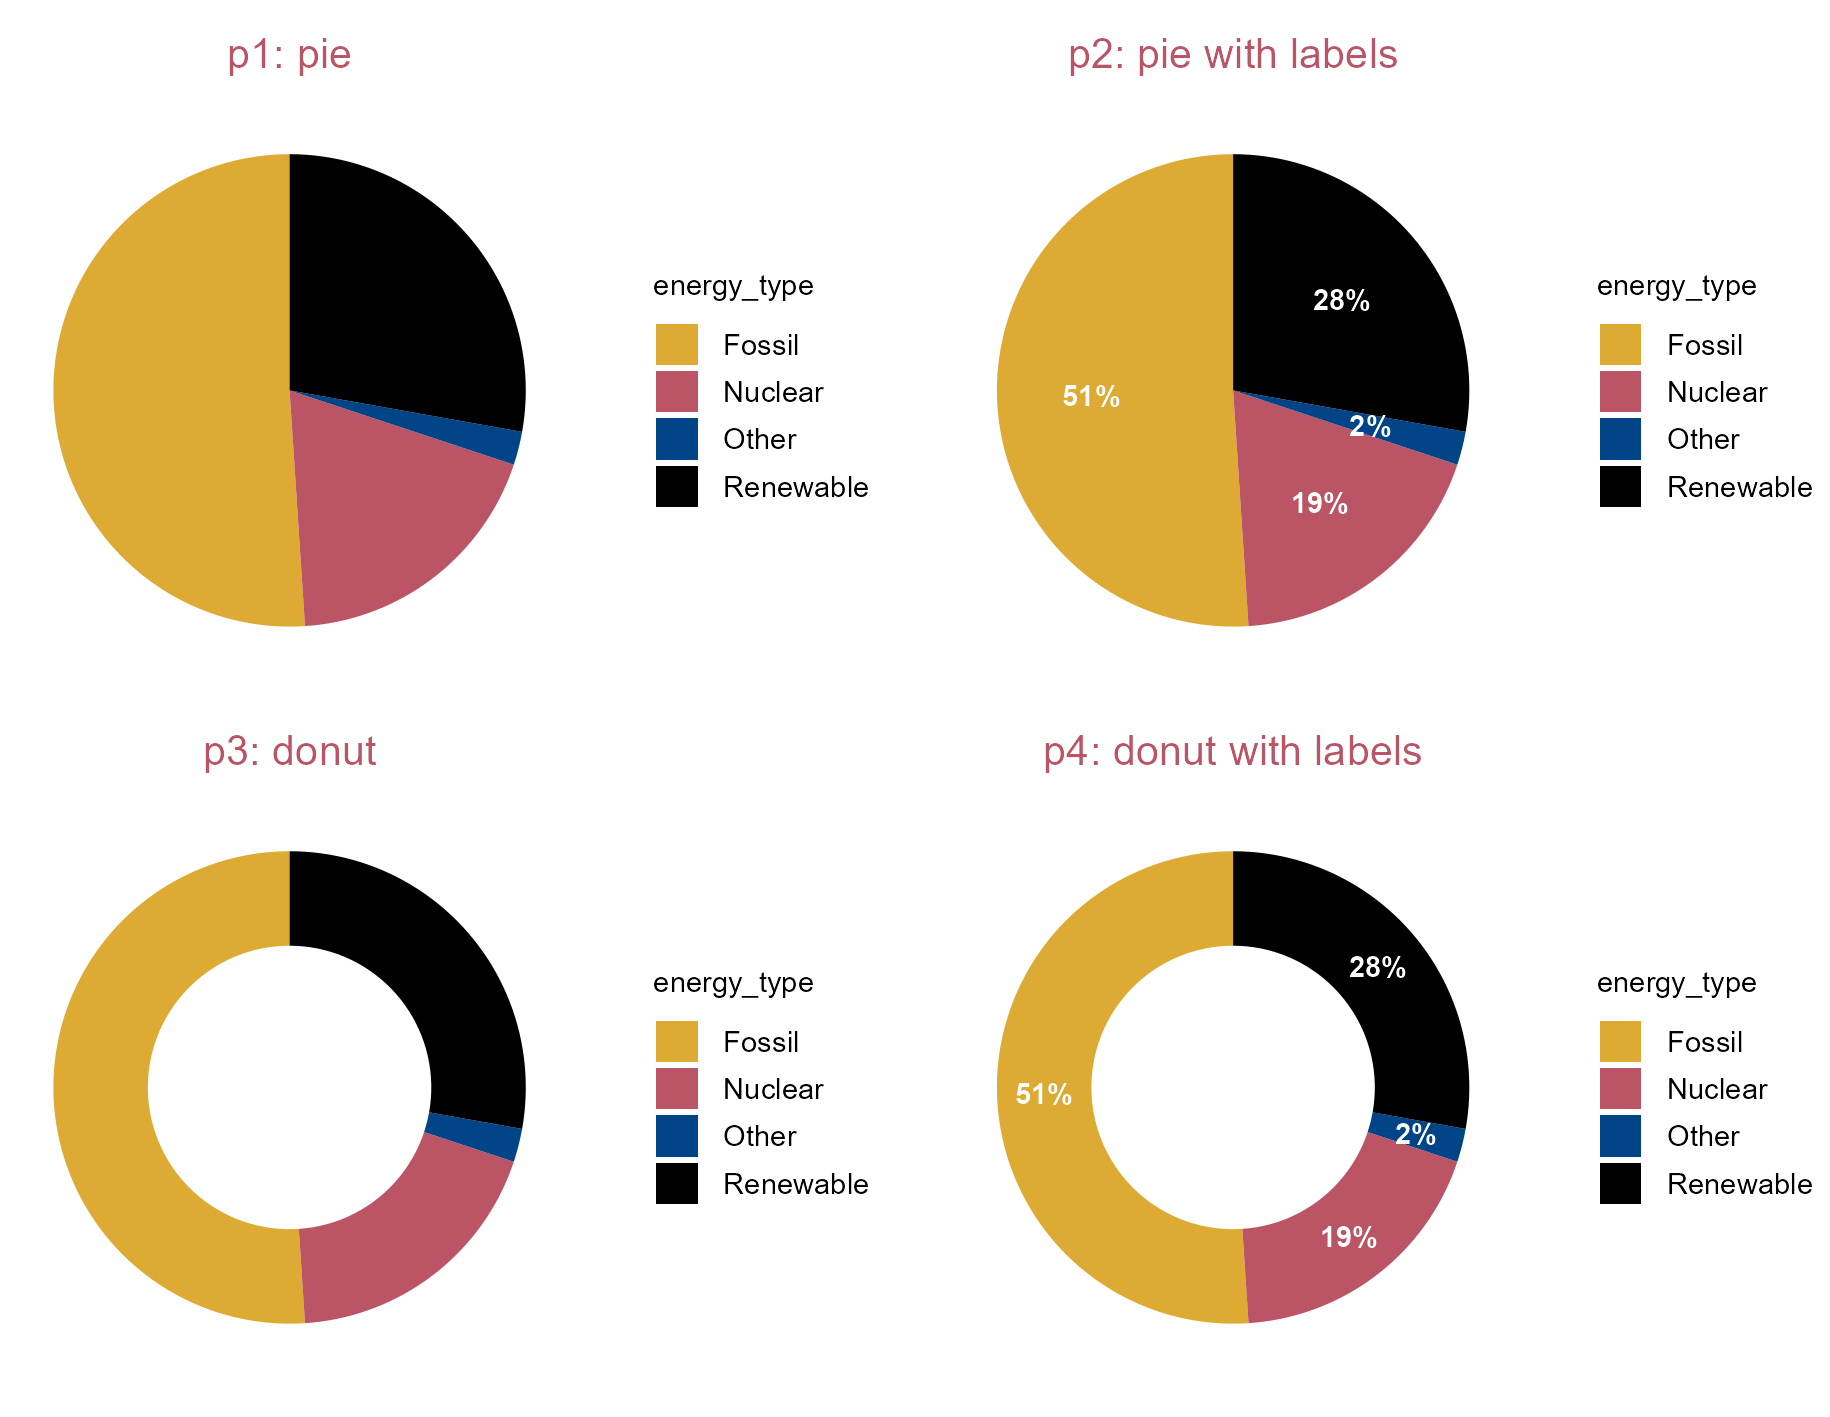 p1: pie
energy_type
Fossil
Nuclear
Other
Renewable
p2: pie with labels
28%
51%
2%
19%
energy_type
Fossil
Nuclear
Other
Renewable
p3: donut
energy_type
Fossil
Nuclear
Other
Renewable
p4: donut with labels
28%
51%
2%
19%
energy_type
Fossil
Nuclear
Other
Renewable